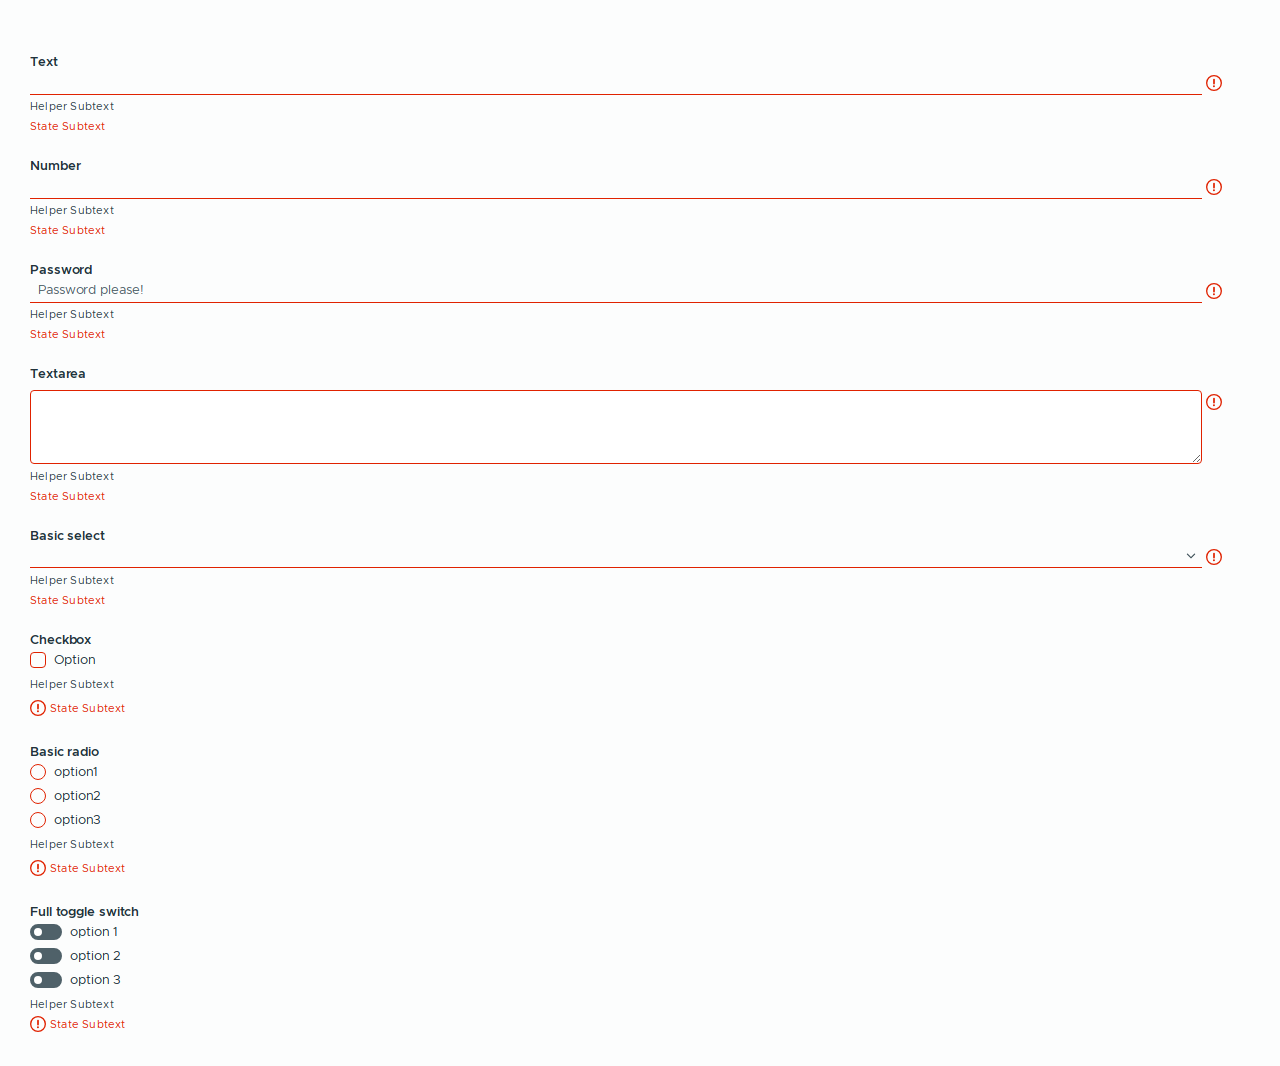 Text
Helper Subtext
State Subtext
Number
Helper Subtext
State Subtext
Password
Password please!
Helper Subtext
State Subtext
Textarea
Helper Subtext
State Subtext
Basic select
Helper Subtext
State Subtext
Checkbox
Option
Helper Subtext
State Subtext
Basic radio
option1
option2
option3
Helper Subtext
State Subtext
Full toggle switch
option 1
option 2
option 3
Helper Subtext
State Subtext